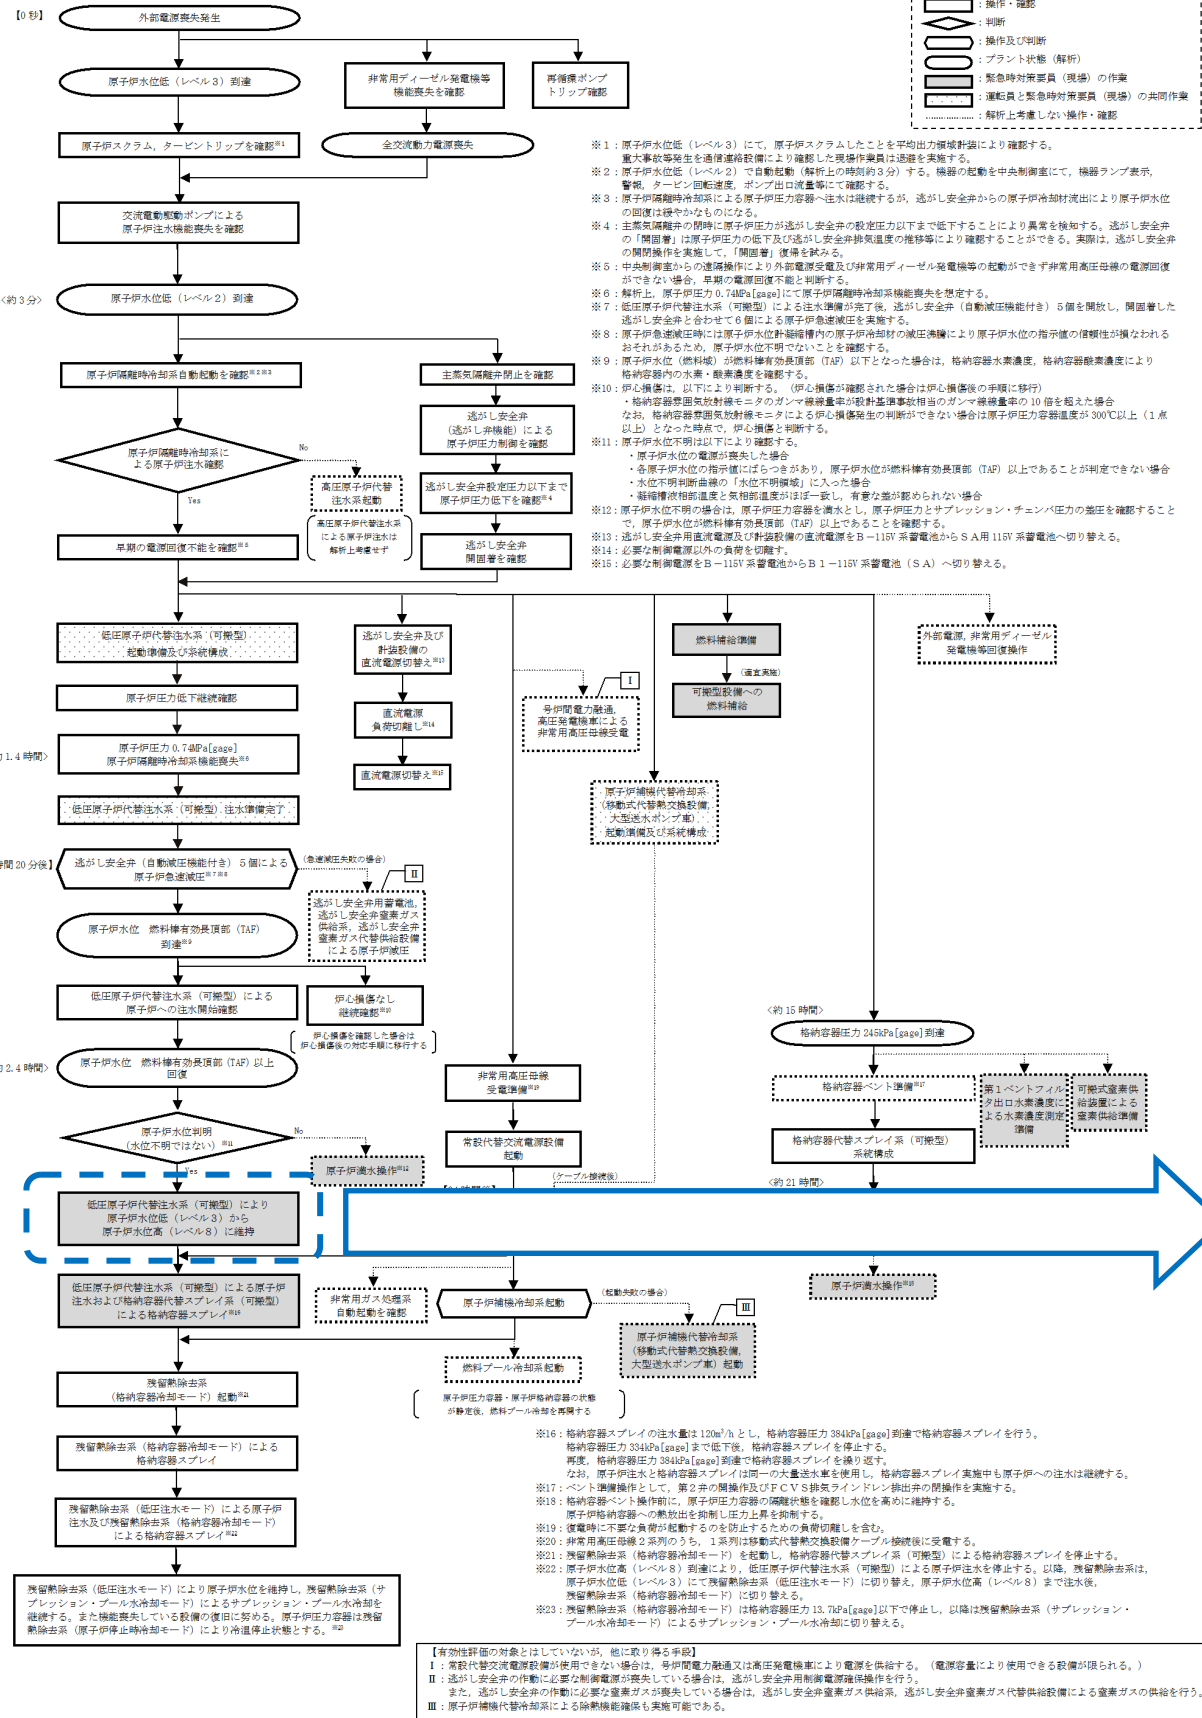 【0 秒】
外部電源喪失発生
：操作・確認
：判断
：操作及び判断
：プラント状態（解析）
：緊急時対策要員（現場）の作業
：運転員と緊急時対策要員（現場）の共同作業
：解析上考慮しない操作・確認
原子炉水位低（レベル３）到達
非常用ディーゼル発電機等
機能喪失を確認
再循環ポンプ
トリップ確認
原子炉スクラム，タービントリップを確認※1
全交流動力電源喪失
交流電動駆動ポンプによる
原子炉注水機能喪失を確認
<約３分>
原子炉水位低（レベル２）到達
原子炉隔離時冷却系自動起動を確認※2※3
主蒸気隔離弁閉止を確認
逃がし安全弁
（逃がし弁機能）による
原子炉圧力制御を確認
原子炉隔離時冷却系に
よる原子炉注水確認
No
Yes
高圧原子炉代替
注水系起動
高圧原子炉代替注水系
による原子炉注水は
解析上考慮せず
逃がし安全弁設定圧力以下まで
原子炉圧力低下を確認※4
早期の電源回復不能を確認※5
逃がし安全弁
開固着を確認
※１：原子炉水位低（レベル３）にて，原子炉スクラムしたことを平均出力領域計装により確認する。
重大事故等発生を通信連絡設備により確認した現場作業員は退避を実施する。
※２：原子炉水位低（レベル２）で自動起動（解析上の時刻約３分）する。機器の起動を中央制御室にて，機器ランプ表示，
警報，タービン回転速度，ポンプ出口流量等にて確認する。
※３：原子炉隔離時冷却系による原子炉圧力容器へ注水は継続するが，逃がし安全弁からの原子炉冷却材流出により原子炉水位
の回復は緩やかなものになる。
※４：主蒸気隔離弁の閉時に原子炉圧力が逃がし安全弁の設定圧力以下まで低下することにより異常を検知する。逃がし安全弁
の「開固着」は原子炉圧力の低下及び逃がし安全弁排気温度の推移等により確認することができる。実際は，逃がし安全弁
の開閉操作を実施して，「開固着」復帰を試みる。
※５：中央制御室からの遠隔操作により外部電源受電及び非常用ディーゼル発電機等の起動ができず非常用高圧母線の電源回復
ができない場合，早期の電源回復不能と判断する。
※６：解析上，原子炉圧力 0.74MPa[gage]にて原子炉隔離時冷却系機能喪失を想定する。
※７：低圧原子炉代替注水系（可搬型）による注水準備が完了後，逃がし安全弁（自動減圧機能付き）５個を開放し，開固着した
逃がし安全弁と合わせて６個による原子炉急速減圧を実施する。
※８：原子炉急速減圧時には原子炉水位計凝縮槽内の原子炉冷却材の減圧沸騰により原子炉水位の指示値の信頼性が損なわれる
おそれがあるため，原子炉水位不明でないことを確認する。
※９：原子炉水位（燃料域）が燃料棒有効長頂部（TAF）以下となった場合は，格納容器水素濃度，格納容器酸素濃度により
格納容器内の水素・酸素濃度を確認する。
※10：炉心損傷は，以下により判断する。（炉心損傷が確認された場合は炉心損傷後の手順に移行）
・格納容器雰囲気放射線モニタのガンマ線線量率が設計基準事故相当のガンマ線線量率の 10 倍を超えた場合
なお，格納容器雰囲気放射線モニタによる炉心損傷発生の判断ができない場合は原子炉圧力容器温度が 300℃以上（１点
以上）となった時点で，炉心損傷と判断する。
※11：原子炉水位不明は以下により確認する。
・原子炉水位の電源が喪失した場合
・各原子炉水位の指示値にばらつきがあり，原子炉水位が燃料棒有効長頂部（TAF）以上であることが判定できない場合
・水位不明判断曲線の「水位不明領域」に入った場合
・凝縮槽液相部温度と気相部温度がほぼ一致し，有意な差が認められない場合
※12：原子炉水位不明の場合は，原子炉圧力容器を満水とし，原子炉圧力とサプレッション・チェンバ圧力の差圧を確認すること
で，原子炉水位が燃料棒有効長頂部（TAF）以上であることを確認する。
※13：逃がし安全弁用直流電源及び計装設備の直流電源をＢ－115V 系蓄電池からＳＡ用 115V 系蓄電池へ切り替える。
※14：必要な制御電源以外の負荷を切離す。
※15：必要な制御電源をＢ－115V 系蓄電池からＢ１－115V 系蓄電池（ＳＡ）へ切り替える。
低圧原子炉代替注水系（可搬型）
起動準備及び系統構成
逃がし安全弁及び
計装設備の
直流電源切替え※13
燃料補給準備
（適宜実施）
可搬型設備への
燃料補給
外部電源，非常用ディーゼル
発電機等回復操作
原子炉圧力低下継続確認
直流電源
負荷切離し※14
Ⅰ
号炉間電力融通，
高圧発電機車による
非常用高圧母線受電
1.4 時間>
原子炉圧力 0.74MPa[gage]
原子炉隔離時冷却系機能喪失※6
直流電源切替え※15
低圧原子炉代替注水系（可搬型）注水準備完了
原子炉補機代替冷却系
（移動式代替熱交換設備，
大型送水ポンプ車）
起動準備及び系統構成
時間 20 分後】
逃がし安全弁（自動減圧機能付き）５個による
原子炉急速減圧※7※8
（急速減圧失敗の場合）
Ⅱ
逃がし安全弁用蓄電池，
逃がし安全弁窒素ガス
供給系，逃がし安全弁
窒素ガス代替供給設備
による原子炉減圧
原子炉水位　燃料棒有効長頂部（TAF）
到達※9
低圧原子炉代替注水系（可搬型）による
原子炉への注水開始確認
炉心損傷なし
継続確認※10
炉心損傷を確認した場合は
炉心損傷後の対応手順に移行する
2.4 時間>
原子炉水位　燃料棒有効長頂部（TAF）以上
回復
<約 15 時間>
格納容器圧力 245kPa[gage]到達
非常用高圧母線
受電準備※19
格納容器ベント準備※17
第１ベントフィル
タ出口水素濃度に
よる水素濃度測定
準備
可搬式窒素供
給装置による
窒素供給準備
原子炉水位判明
（水位不明ではない）※11
No
Yes
原子炉満水操作※12
常設代替交流電源設備
起動
格納容器代替スプレイ系（可搬型）
系統構成
（ケーブル接続後）
<約 21 時間>
低圧原子炉代替注水系（可搬型）により
原子炉水位低（レベル３）から
原子炉水位高（レベル８）に維持
低圧原子炉代替注水系（可搬型）による原子炉
注水および格納容器代替スプレイ系（可搬型）
による格納容器スプレイ※16
非常用ガス処理系
自動起動を確認
原子炉補機冷却系起動
（起動失敗の場合）
Ⅲ
原子炉補機代替冷却系
（移動式代替熱交換設備，
大型送水ポンプ車）起動
原子炉満水操作※18
燃料プール冷却系起動
原子炉圧力容器・原子炉格納容器の状態
が静定後，燃料プール冷却を再開する
残留熱除去系
（格納容器冷却モード）起動※21
残留熱除去系（格納容器冷却モード）による
格納容器スプレイ
残留熱除去系（低圧注水モード）による原子炉
注水及び残留熱除去系（格納容器冷却モード）
による格納容器スプレイ※22
残留熱除去系（低圧注水モード）により原子炉水位を維持し，残留熱除去系（サ
プレッション・プール水冷却モード）によるサプレッション・プール水冷却を
継続する。また機能喪失している設備の復旧に努める。原子炉圧力容器は残留
熱除去系（原子炉停止時冷却モード）により冷温停止状態とする。※23
※16：格納容器スプレイの注水量は 120m³/h とし，格納容器圧力 384kPa[gage]到達で格納容器スプレイを行う。
格納容器圧力 334kPa[gage]まで低下後，格納容器スプレイを停止する。
再度，格納容器圧力 384kPa[gage]到達で格納容器スプレイを繰り返す。
なお，原子炉注水と格納容器スプレイは同一の大量送水車を使用し，格納容器スプレイ実施中も原子炉への注水は継続する。
※17：ベント準備操作として，第２弁の開操作及びＦＣＶＳ排気ラインドレン排出弁の閉操作を実施する。
※18：格納容器ベント操作前に，原子炉圧力容器の隔離状態を確認し水位を高めに維持する。
原子炉格納容器への熱放出を抑制し圧力上昇を抑制する。
※19：復電時に不要な負荷が起動するのを防止するための負荷切離しを含む。
※20：非常用高圧母線２系列のうち，１系列は移動式代替熱交換設備ケーブル接続後に受電する。
※21：残留熱除去系（格納容器冷却モード）を起動し，格納容器代替スプレイ系（可搬型）による格納容器スプレイを停止する。
※22：原子炉水位高（レベル８）到達により，低圧原子炉代替注水系（可搬型）による原子炉注水を停止する。以降，残留熱除去系は，
原子炉水位低（レベル３）にて残留熱除去系（低圧注水モード）に切り替え，原子炉水位高（レベル８）まで注水後，
残留熱除去系（格納容器冷却モード）に切り替える。
※23：残留熱除去系（格納容器冷却モード）は格納容器圧力 13.7kPa[gage]以下で停止し，以降は残留熱除去系（サプレッション・
プール水冷却モード）によるサプレッション・プール水冷却に切り替える。
【有効性評価の対象とはしていないが，他に取り得る手段】
Ⅰ：常設代替交流電源設備が使用できない場合は，号炉間電力融通又は高圧発電機車により電源を供給する。（電源容量により使用できる設備が限られる。）
Ⅱ：逃がし安全弁の作動に必要な制御電源が喪失している場合は，逃がし安全弁用制御電源確保操作を行う。
また，逃がし安全弁の作動に必要な窒素ガスが喪失している場合は，逃がし安全弁窒素ガス供給系，逃がし安全弁窒素ガス代替供給設備による窒素ガスの供給を行う。
Ⅲ：原子炉補機代替冷却系による除熱機能確保も実施可能である。